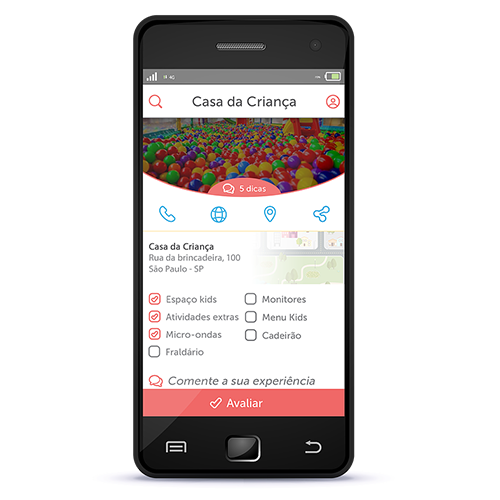 4G
Casa da Criança
5 dicas
Casa da Criança
Rua da brincadeira, 100
São Paulo - SP
Espaço kids
Monitores
Atividades extras
Menu Kids
Micro-ondas
Cadeirão
Fraldário
Comente a sua experiência
Avaliar